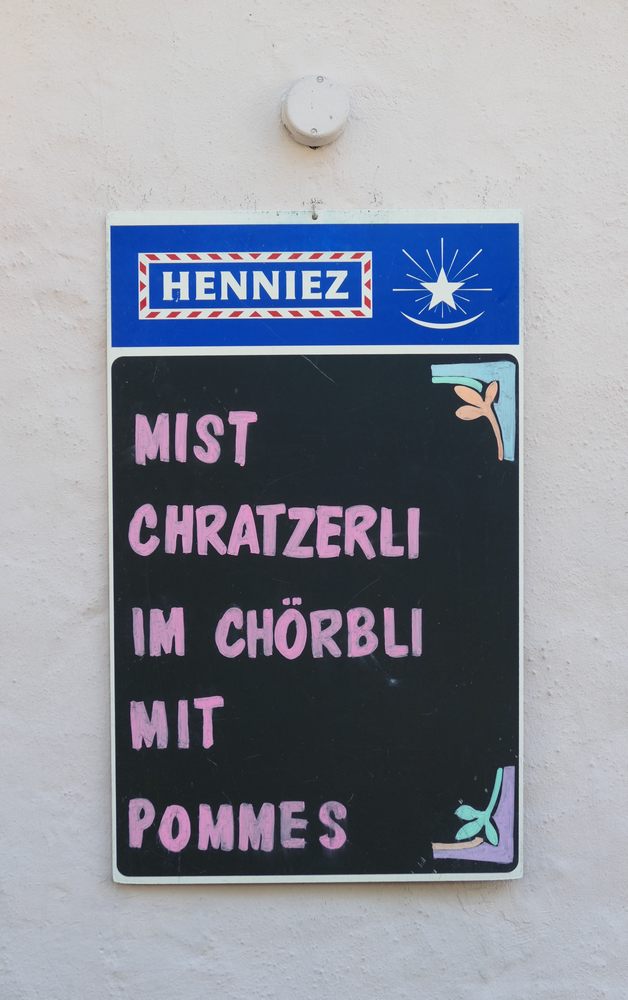 HENNIEZ
MIST
CHRATZERLI
IM CHÖRBLI
MIT
POMMES